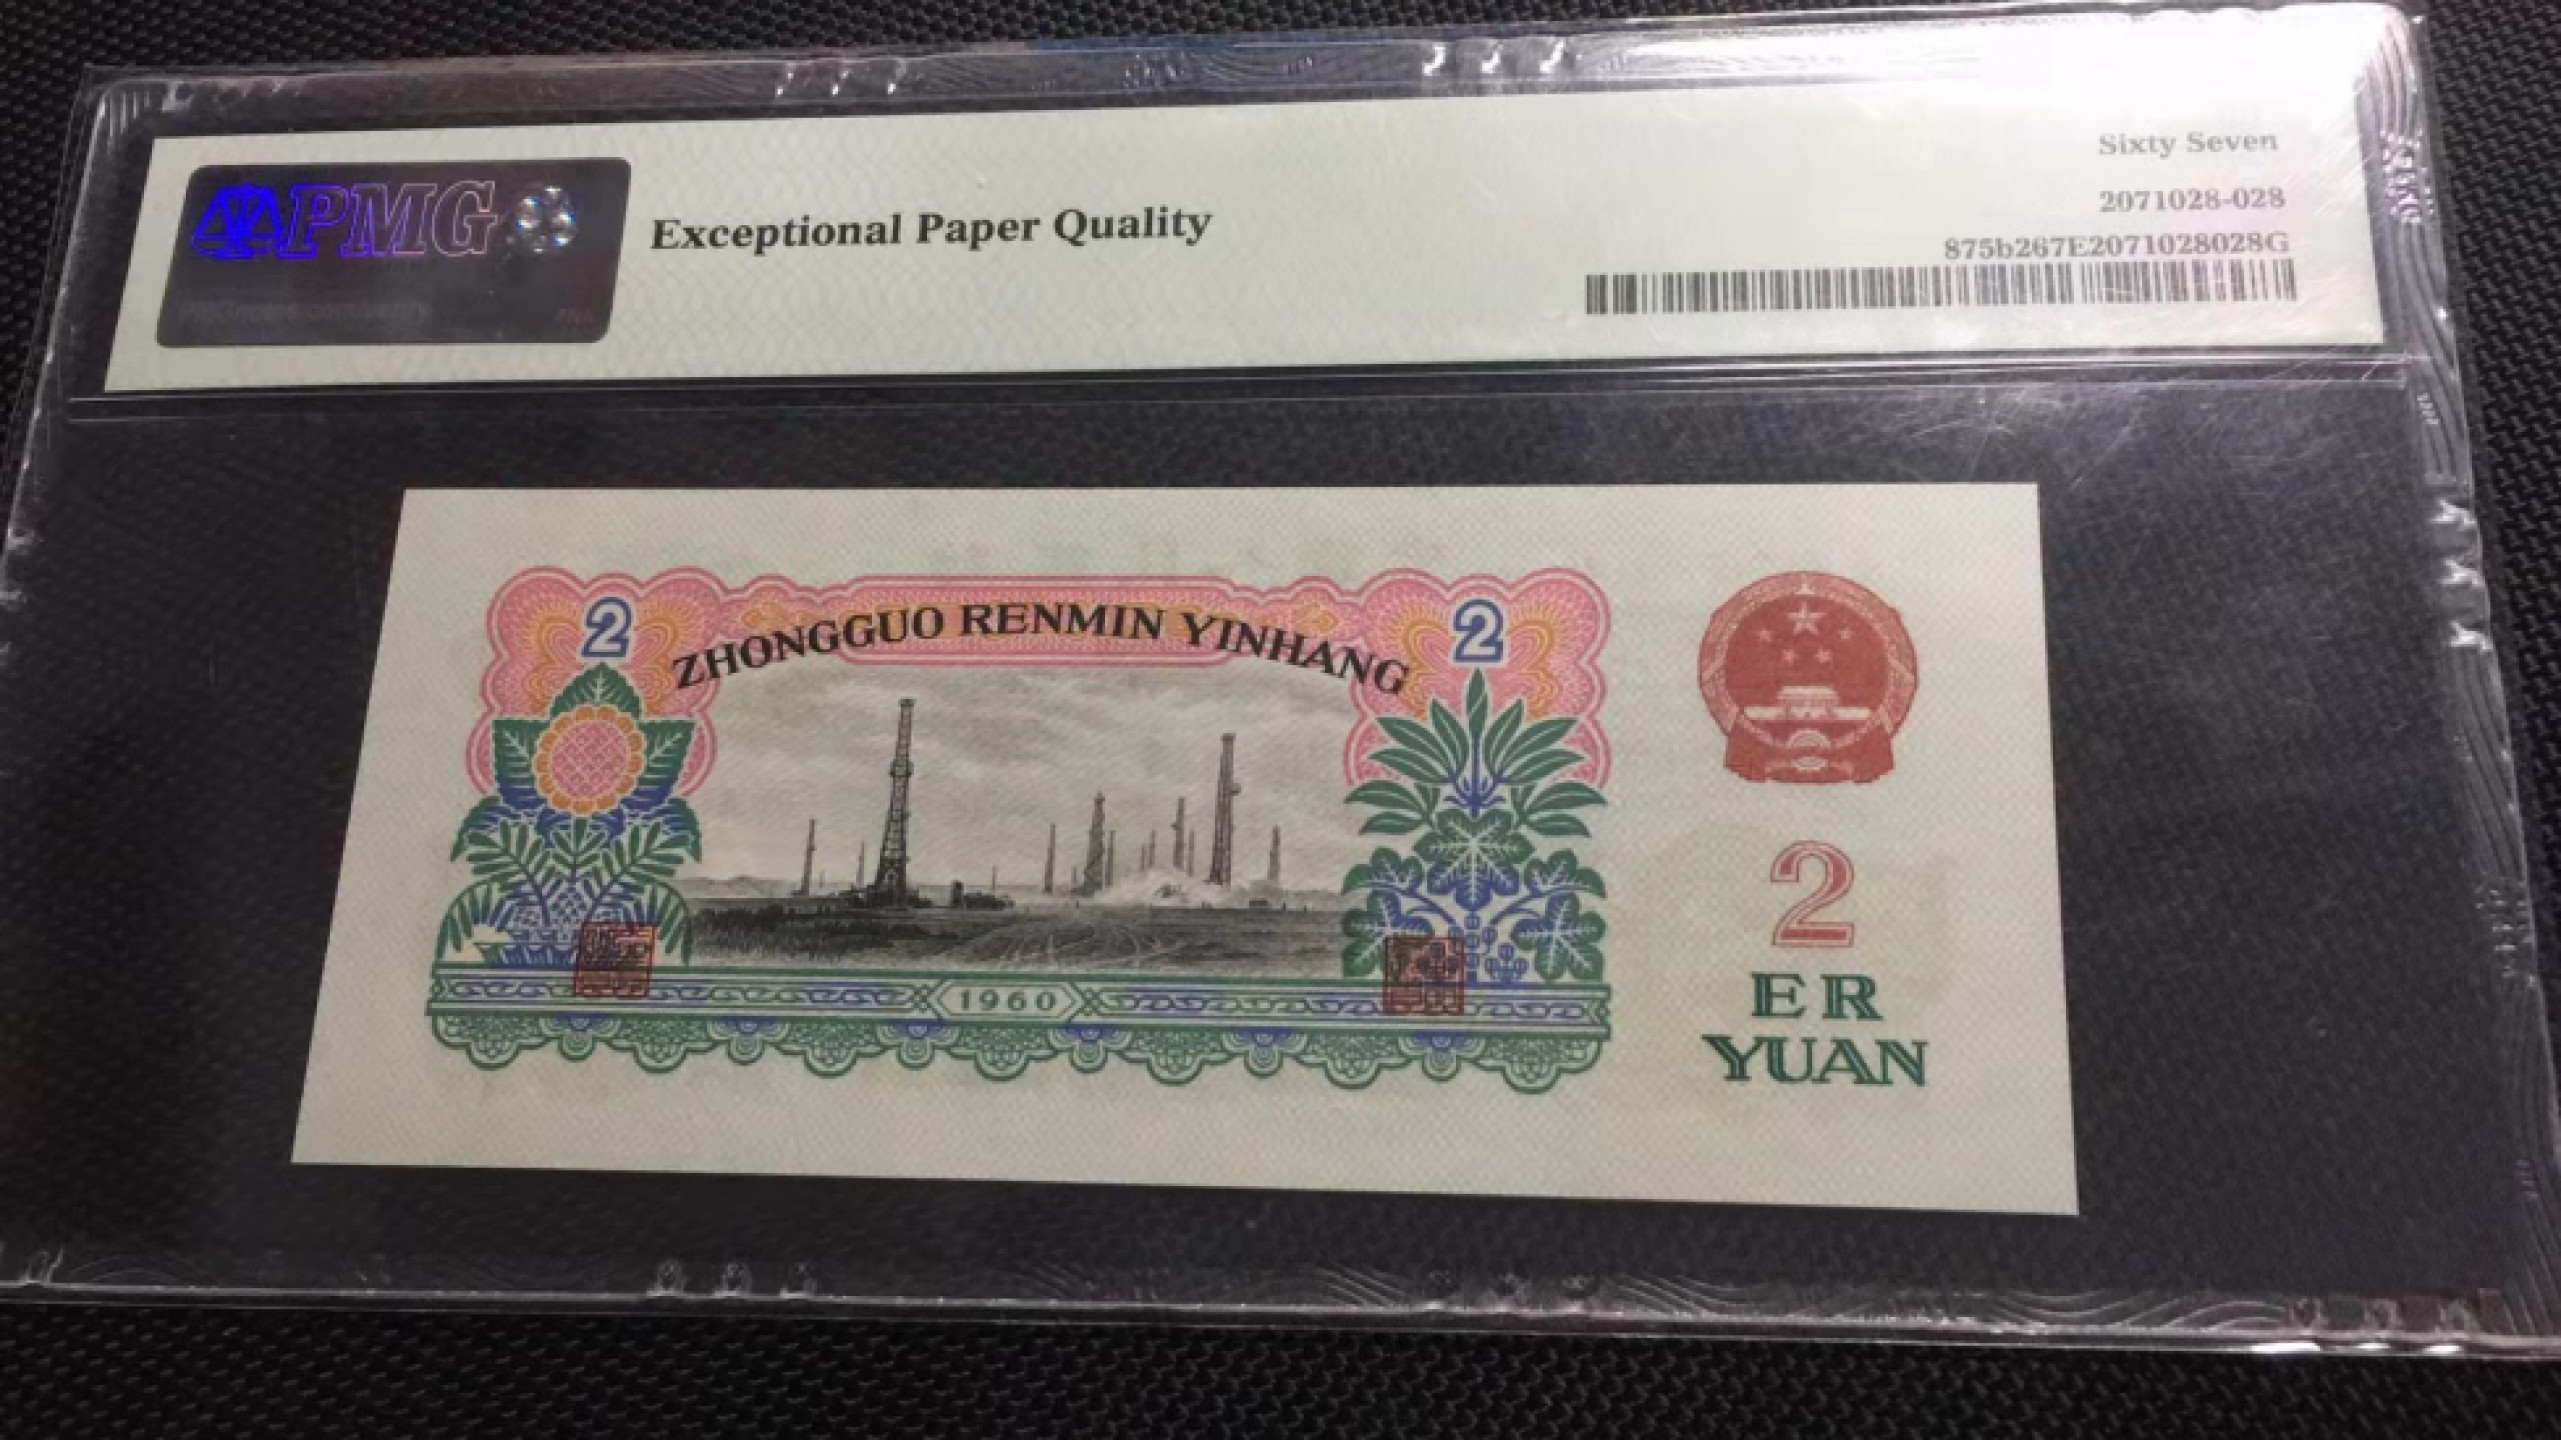 PMG
Exceptional Paper Quality
Sixty Seven
2071028-028
875b267E2071028028G
2
ZHONGGUO RENMIN YINHANG
2
1960
2
ER
YUAN